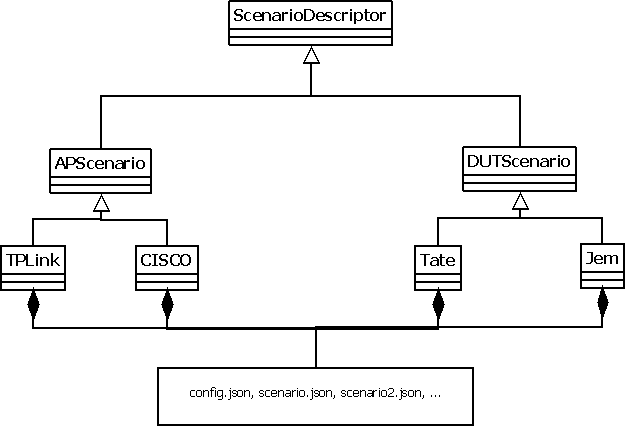 ScenarioDescriptor
APScenario
DUTScenario
TPLink
CISCO
Tate
Jem
config.json, scenario.json, scenario2.json, ...